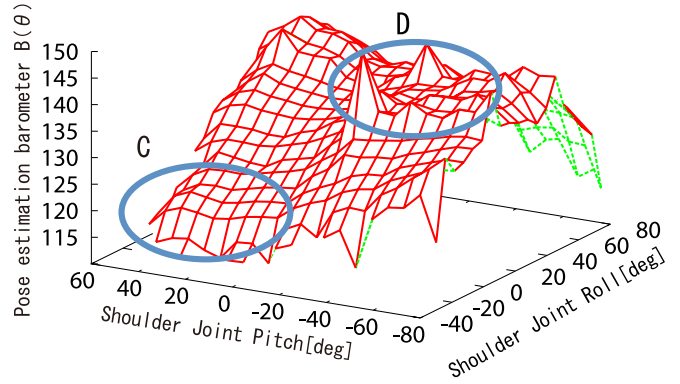 D
C
Pose estimation barometer B(θ)
150
145
140
135
130
125
120
115
60 40 20 0 -20 -40 -60 -80
Shoulder Joint Pitch[deg]
-40 -20 0 20 40 60 80
Shoulder Joint Roll[deg]